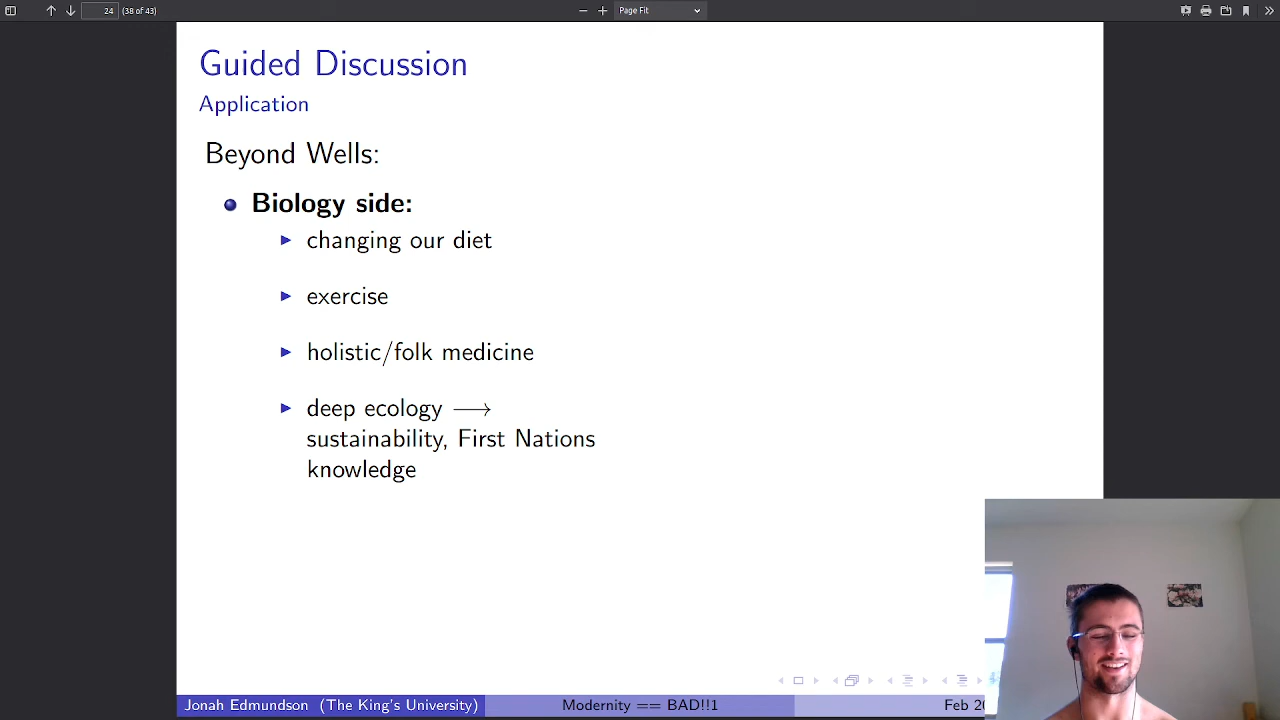 24
(38 of 43)
Page Fit
Guided Discussion
Application
Beyond Wells:
Biology side:
changing our diet
exercise
holistic/folk medicine
deep ecology ⟶
sustainability, First Nations
knowledge
Jonah Edmundson (The King's University)
Modernity == BAD!!1
Feb 20